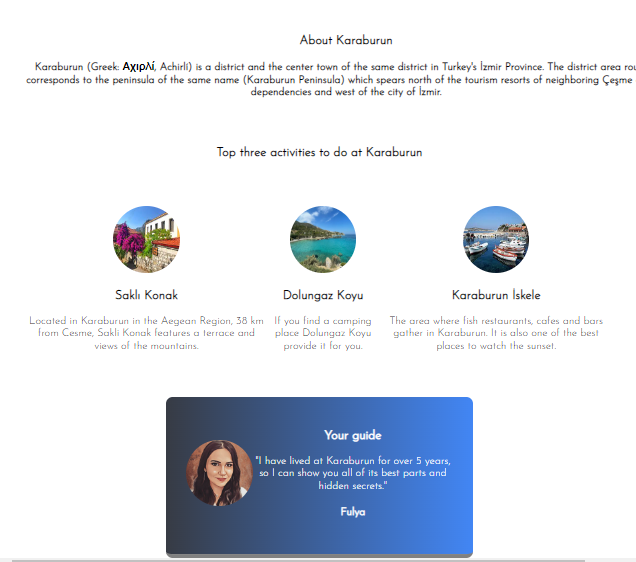 About Karaburun
Karaburun (Greek: Αχιρλί, Achirlí) is a district and the center town of the same district in Turkey's İzmir Province. The district area
corresponds to the peninsula of the same name (Karaburun Peninsula) which spears north of the tourism resorts of neighboring Çeşme
dependencies and west of the city of İzmir.
Top three activities to do at Karaburun
Saklı Konak
Dolungaz Koyu
Karaburun İskele
Located in Karaburun in the Aegean Region, 38 km
from Cesme, Sakli Konak features a terrace and
views of the mountains.
If you find a camping
place Dolungaz Koyu
provide it for you.
The area where fish restaurants, cafes and bars
gather in Karaburun. It is also one of the best
places to watch the sunset.
Your guide
"I have lived at Karaburun for over 5 years,
so I can show you all of its best parts and
hidden secrets."
Fulya